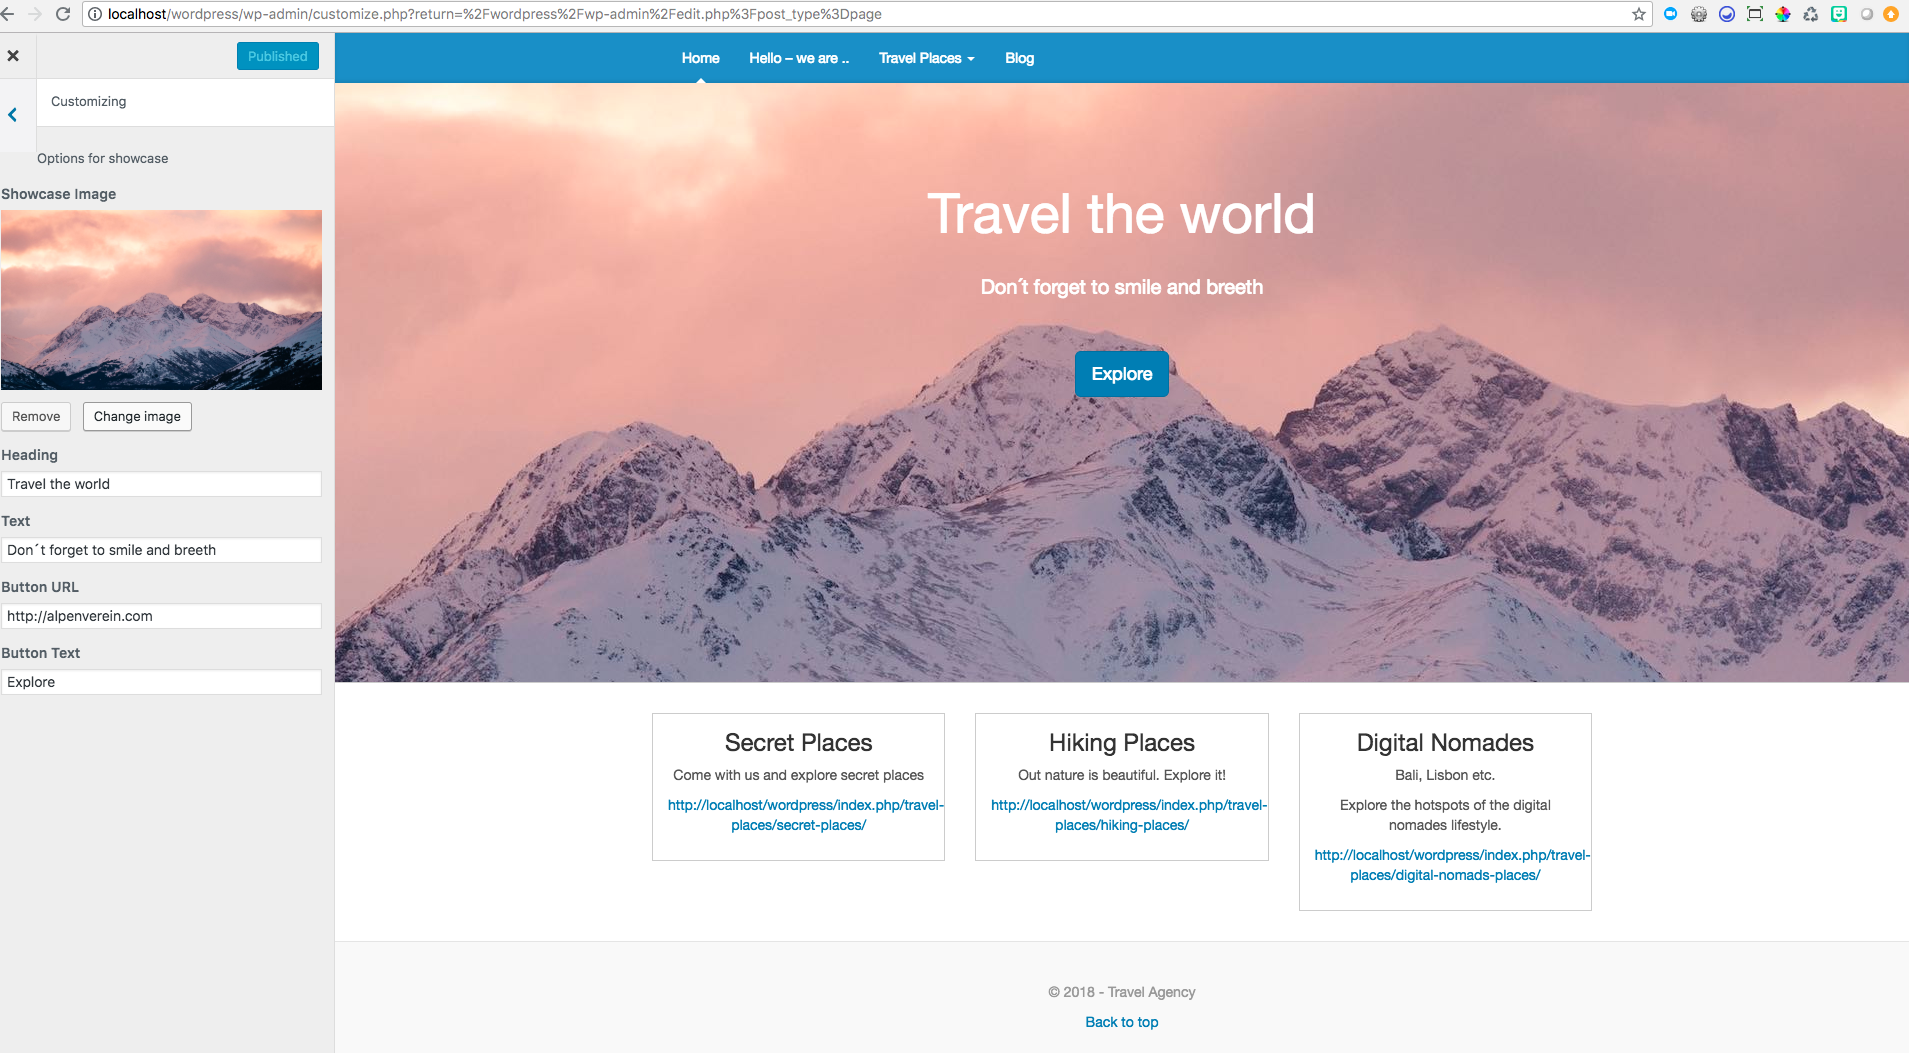 localhost/wordpress/wp-admin/customize.php?return=%2Fwordpress%2Fwp-admin%2Fedit.php%3Fpost_type%3Dpage
Published
Customizing
Options for showcase
Showcase Image
Remove
Change image
Heading
Travel the world
Text
Don´t forget to smile and breeth
Button URL
http://alpenverein.com
Button Text
Explore
Home
Hello – we are ..
Travel Places
Blog
Travel the world
Don´t forget to smile and breeth
Explore
Secret Places
Come with us and explore secret places
http://localhost/wordpress/index.php/travel-
places/secret-places/
Hiking Places
Out nature is beautiful. Explore it!
http://localhost/wordpress/index.php/travel-
places/hiking-places/
Digital Nomades
Bali, Lisbon etc.
Explore the hotspots of the digital
nomades lifestyle.
http://localhost/wordpress/index.php/travel-
places/digital-nomads-places/
© 2018 - Travel Agency
Back to top